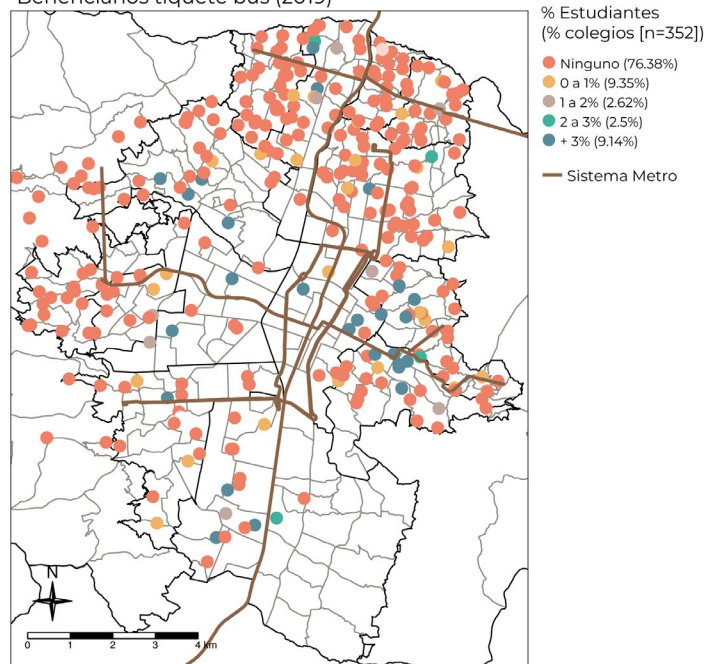 Beneficiarios tiquete bus (2019)
% Estudiantes
(% colegios [n=352])
Ninguno (76.38%)
0 a 1% (9.35%)
1 a 2% (2.62%)
2 a 3% (2.5%)
+ 3% (9.14%)
Sistema Metro
N
0 1 2 3 4 km